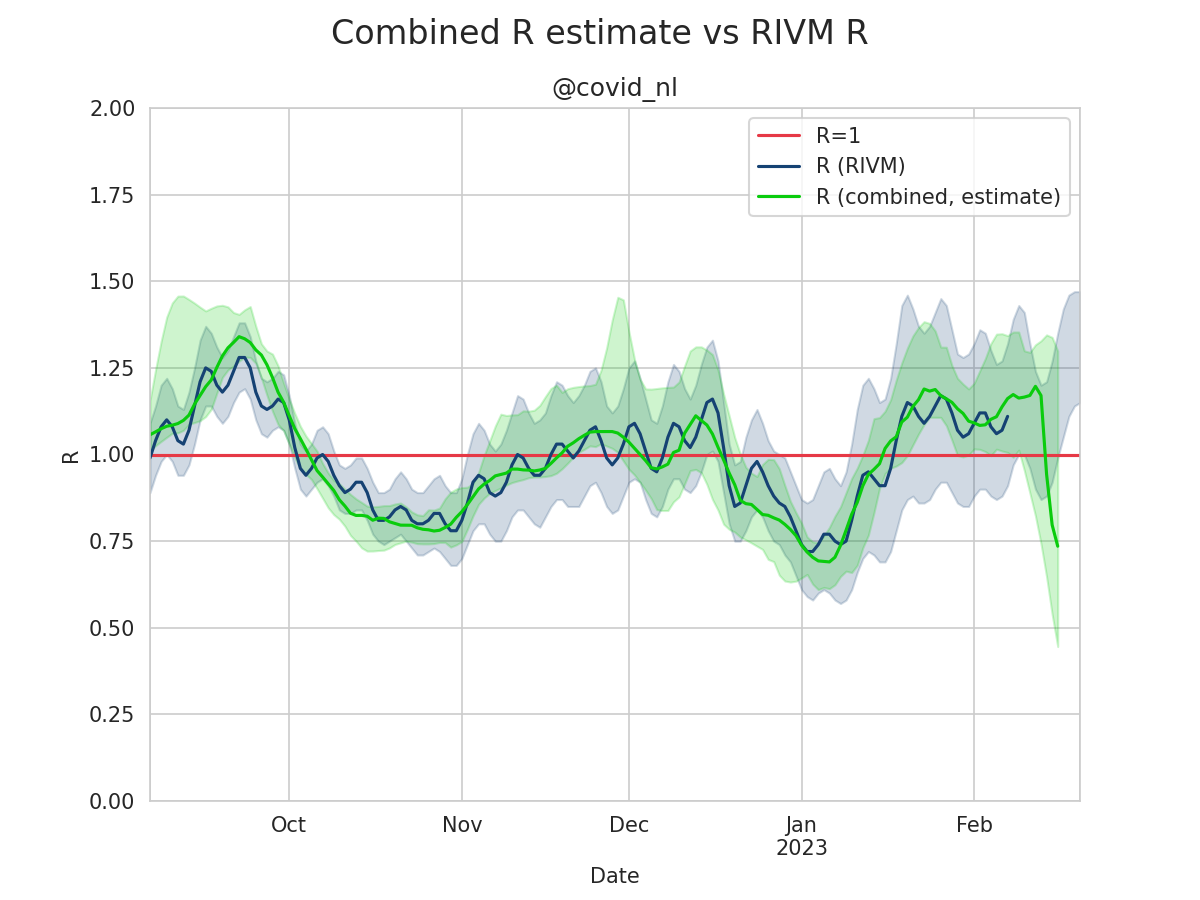 Combined R estimate vs RIVM R
@covid_nl
2.00
1.75
1.50
1.25
1.00
0.75
0.50
0.25
0.00
R
R=1
R (RIVM)
R (combined, estimate)
Oct
Nov
Dec
Jan
2023
Feb
Date